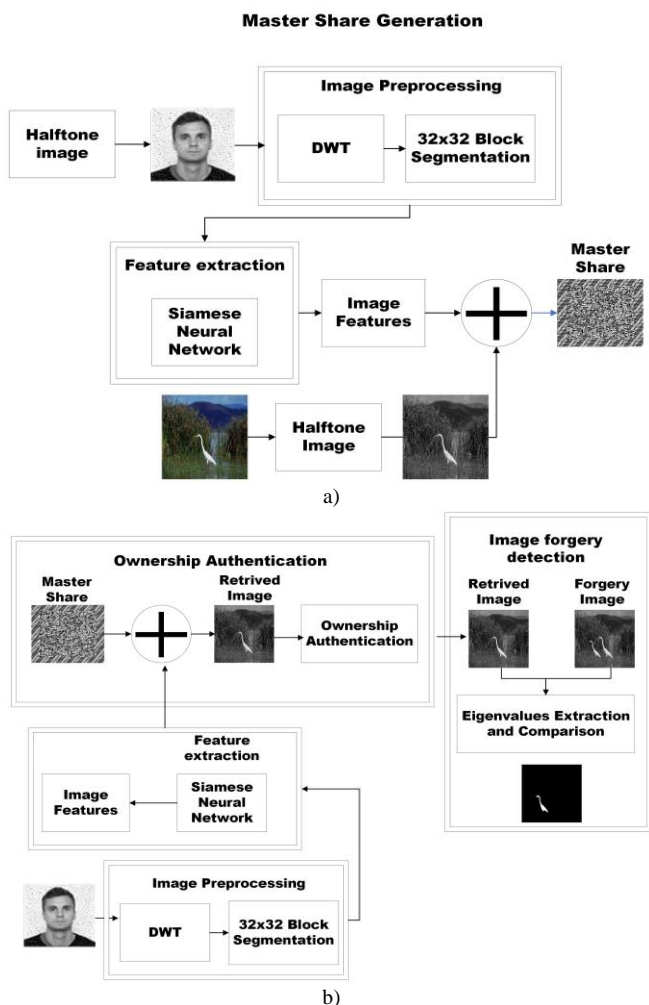 Master Share Generation
Image Preprocessing
Halftone
image
DWT
32x32 Block
Segmentation
Feature extraction
Siamese
Neural
Network
Image
Features
Master
Share
Halftone
Image
a)
Ownership Authentication
Master
Share
Retrived
Image
Ownership
Authentication
Image forgery
detection
Retrived
Image
Forgery
Image
Eigenvalues Extraction
and Comparison
Feature
extraction
Image
Features
Siamese
Neural
Network
Image Preprocessing
DWT
32x32 Block
Segmentation
b)